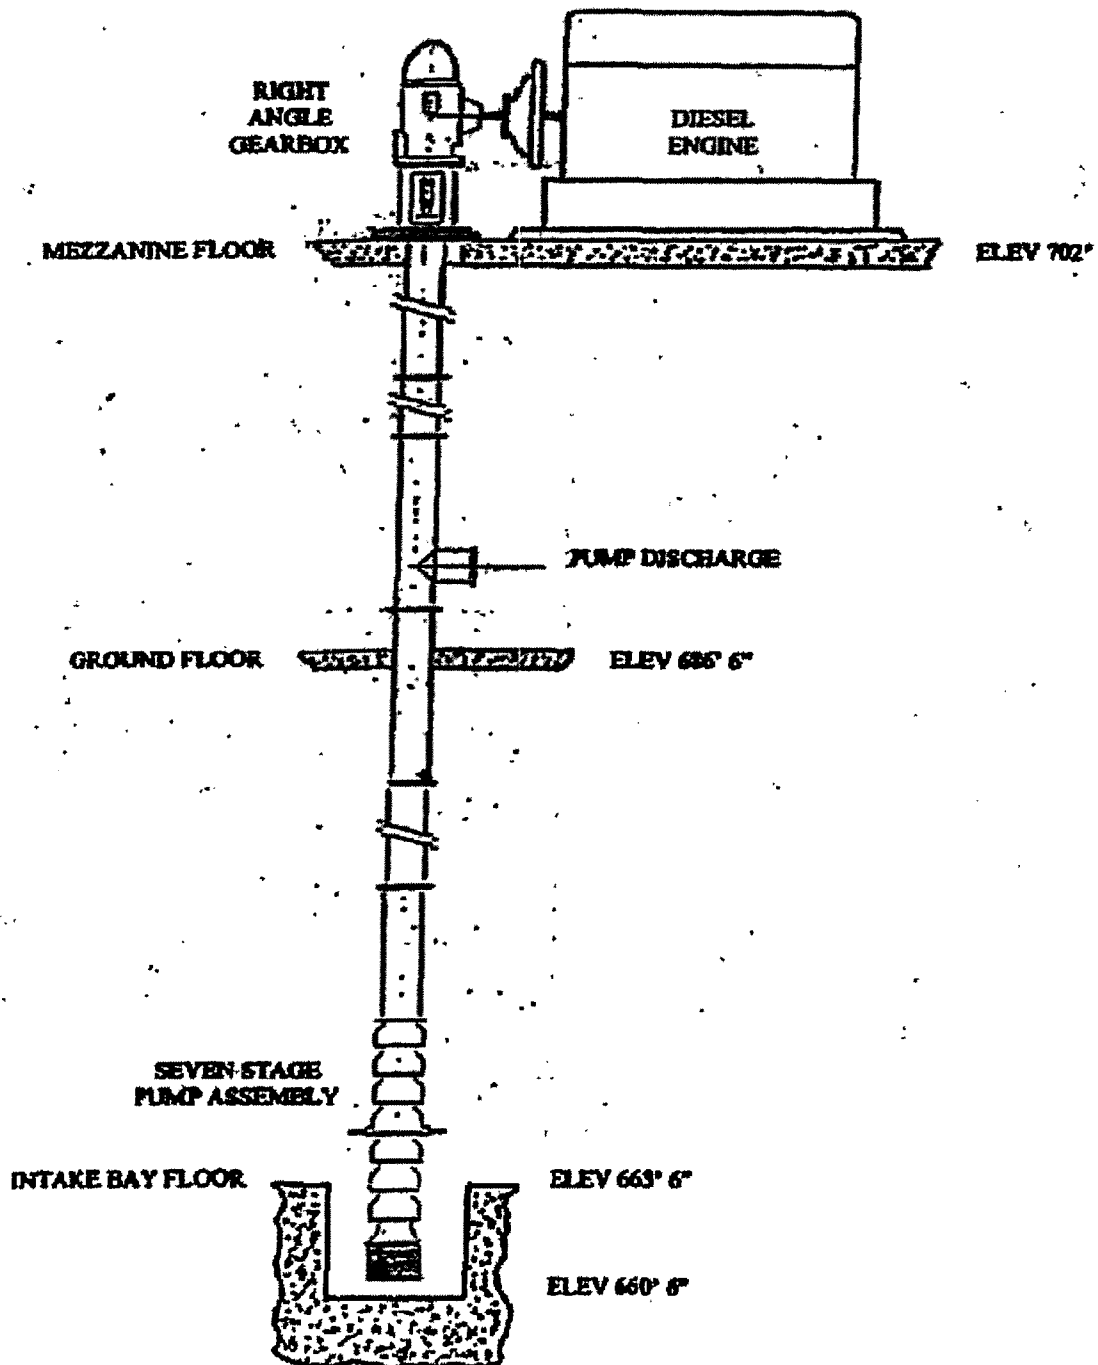 RIGHT
ANGLE
GEARBOX
DIESEL
ENGINE
MEZZANINE FLOOR
ELEV 702'
PUMP DISCHARGE
GROUND FLOOR
ELEV 686' 6"
SEVEN STAGE
PUMP ASSEMBLY
INTAKE BAY FLOOR
ELEV 663' 6"
ELEV 660' 6"